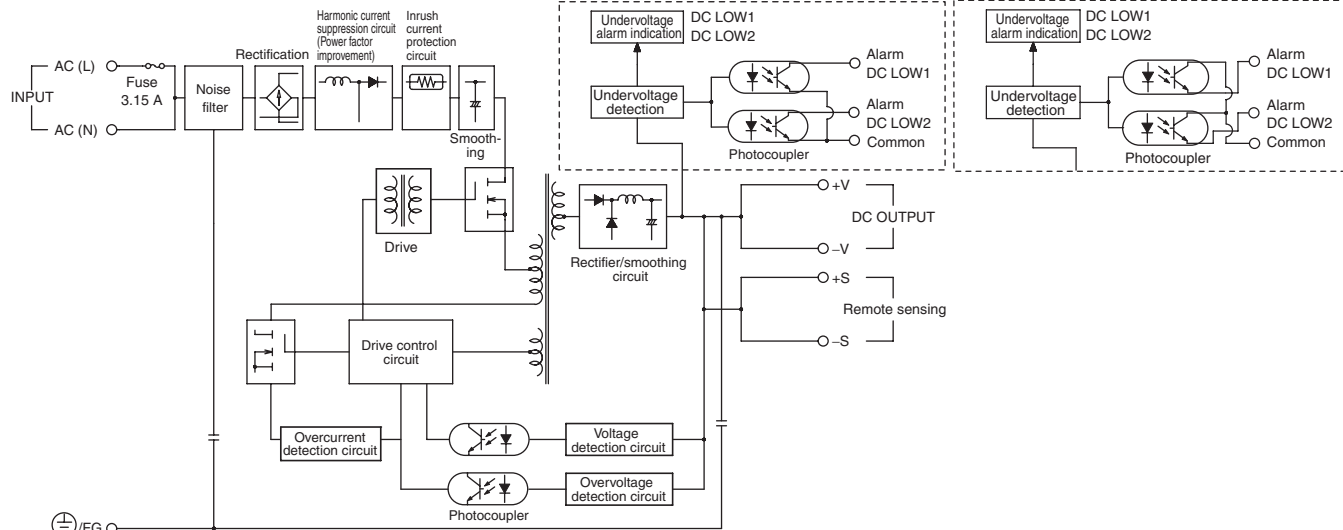 Harmonic current
suppression circuit
(Power factor
improvement)
Inrush
current
protection
circuit
Rectification
AC (L)
INPUT
AC (N)
Fuse
3.15 A
Noise
filter
Smooth-
ing
Undervoltage
alarm indication
DC LOW1
DC LOW2
Undervoltage
detection
Alarm
DC LOW1
Alarm
DC LOW2
Common
Photocoupler
Undervoltage
alarm indication
DC LOW1
DC LOW2
Undervoltage
detection
Alarm
DC LOW1
Alarm
DC LOW2
Common
Photocoupler
Drive
Rectifier/smoothing
circuit
+V
DC OUTPUT
−V
+S
Remote sensing
−S
Drive control
circuit
Overcurrent
detection circuit
Voltage
detection circuit
Overvoltage
detection circuit
Photocoupler
/FG